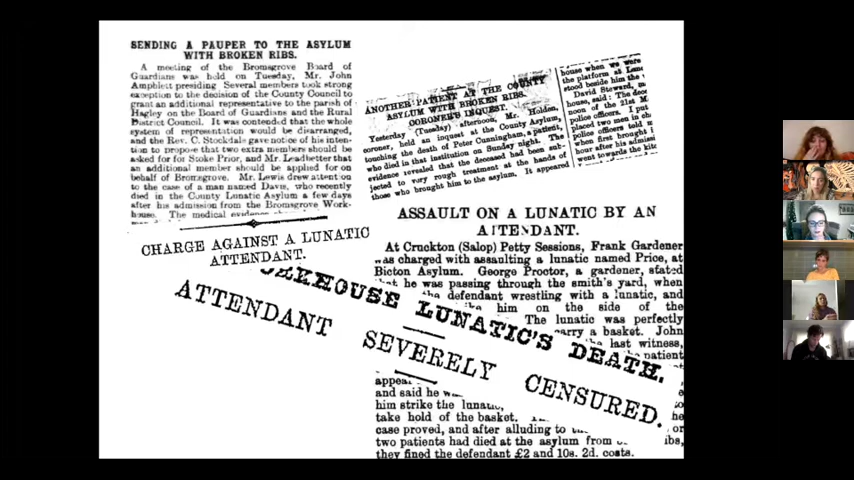 SENDING A PAUPER TO THE ASYLUM
WITH BROKEN RIBS.
A meeting of the Bromsgrove Board of
Guardians was held on Tuesday, Mr. John
Amphlett presiding Several members took strong
exception to the decision of the County Council to
grant an additional representative to the parish of
Hagley on the Board of Guardians and the Rural
District Council. It was contended that the whole
system of representation would be disarranged,
and the Rev. C. Stockdale gave notice of his inten-
tion to propose that two extra members should be
asked for for Stoke Prior, and Mr. Leadbetter that
an additional member should be applied for on
behalf of Bromsgrove. Mr. Lewis drew attention to
the case of a man named Davis, who recently
died in the County Lunatic Asylum a few days
after his admission from the Bromsgrove Work-
house. The medical
ANOTHER PATIENT AT THE COUNTY
ASYLUM WITH BROKEN RIBS.
CORONER'S INQUEST.
Yesterday (Tuesday) afternoon, Mr. Holden,
coroner, held an inquest at the County Asylum,
touching the death of Peter Cunningham, a patient,
who died in that institution on Sunday night. The
evidence revealed that the deceased had been sub-
jected to very rough treatment at the hands of
those who brought him to the asylum. It appeared
house when we were
the platform at
stood beside him the
David Steward,
house, said: The
noon of the 21st M
police officers. I put
placed two men in
police officers told
when first brought
hour after his admis
went towards the
CHARGE AGAINST A LUNATIC
ATTENDANT.
ASSAULT ON A LUNATIC BY AN
ATTENDANT.
At Cruckton (Salop) Petty Sessions, Frank Gardener
was charged with assaulting a lunatic named Price, at
Bicton Asylum. George Proctor, a gardener, stated
that he was passing through the smith's yard, when
the defendant wrestling with a lunatic, and
him on the side of the
The lunatic was perfectly
carry a basket. John
last witness,
patient
KHOUSE LUNATIC'S DEATH.
ATTENDANT SEVERELY CENSURED.
appear
and said he
him strike the lunatic,
take hold of the basket.
case proved, and after alluding to
two patients had died at the asylum from
they fined the defendant £2 and 10s. 2d. costs.